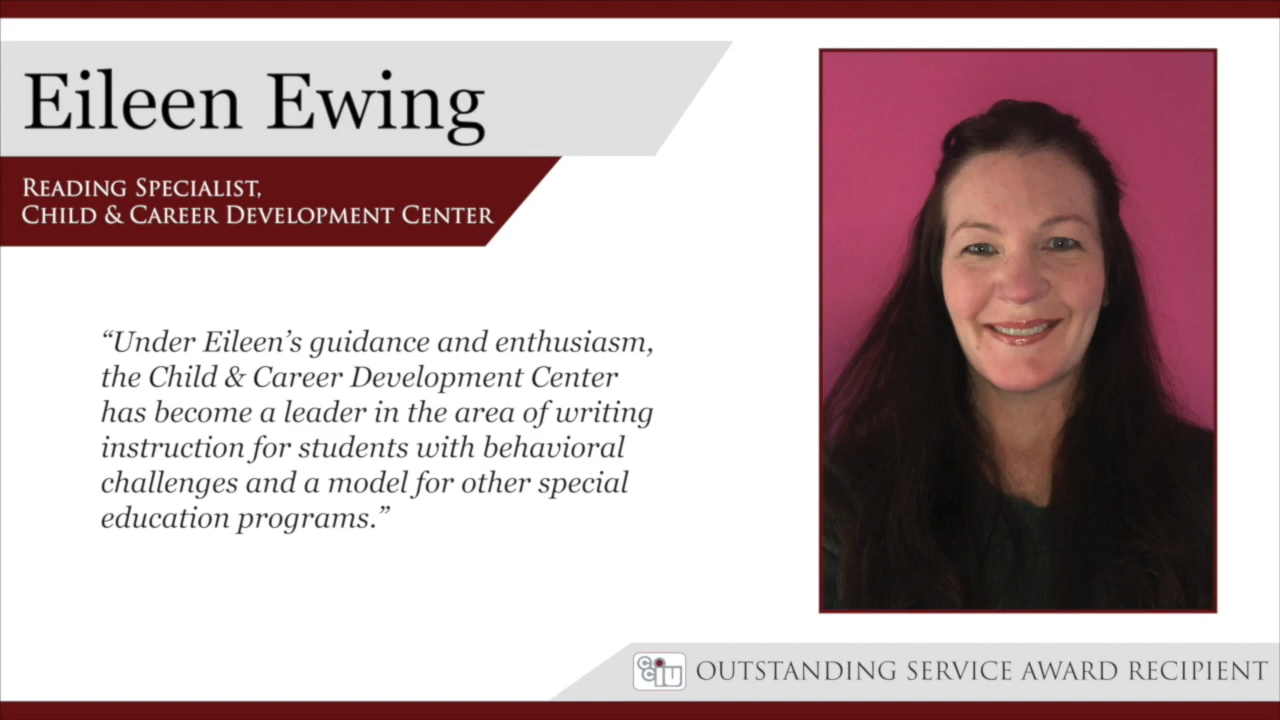 Eileen Ewing
Reading Specialist,
Child & Career Development Center
“Under Eileen’s guidance and enthusiasm,
the Child & Career Development Center
has become a leader in the area of writing
instruction for students with behavioral
challenges and a model for other special
education programs.”
CCIU OUTSTANDING SERVICE AWARD RECIPIENT